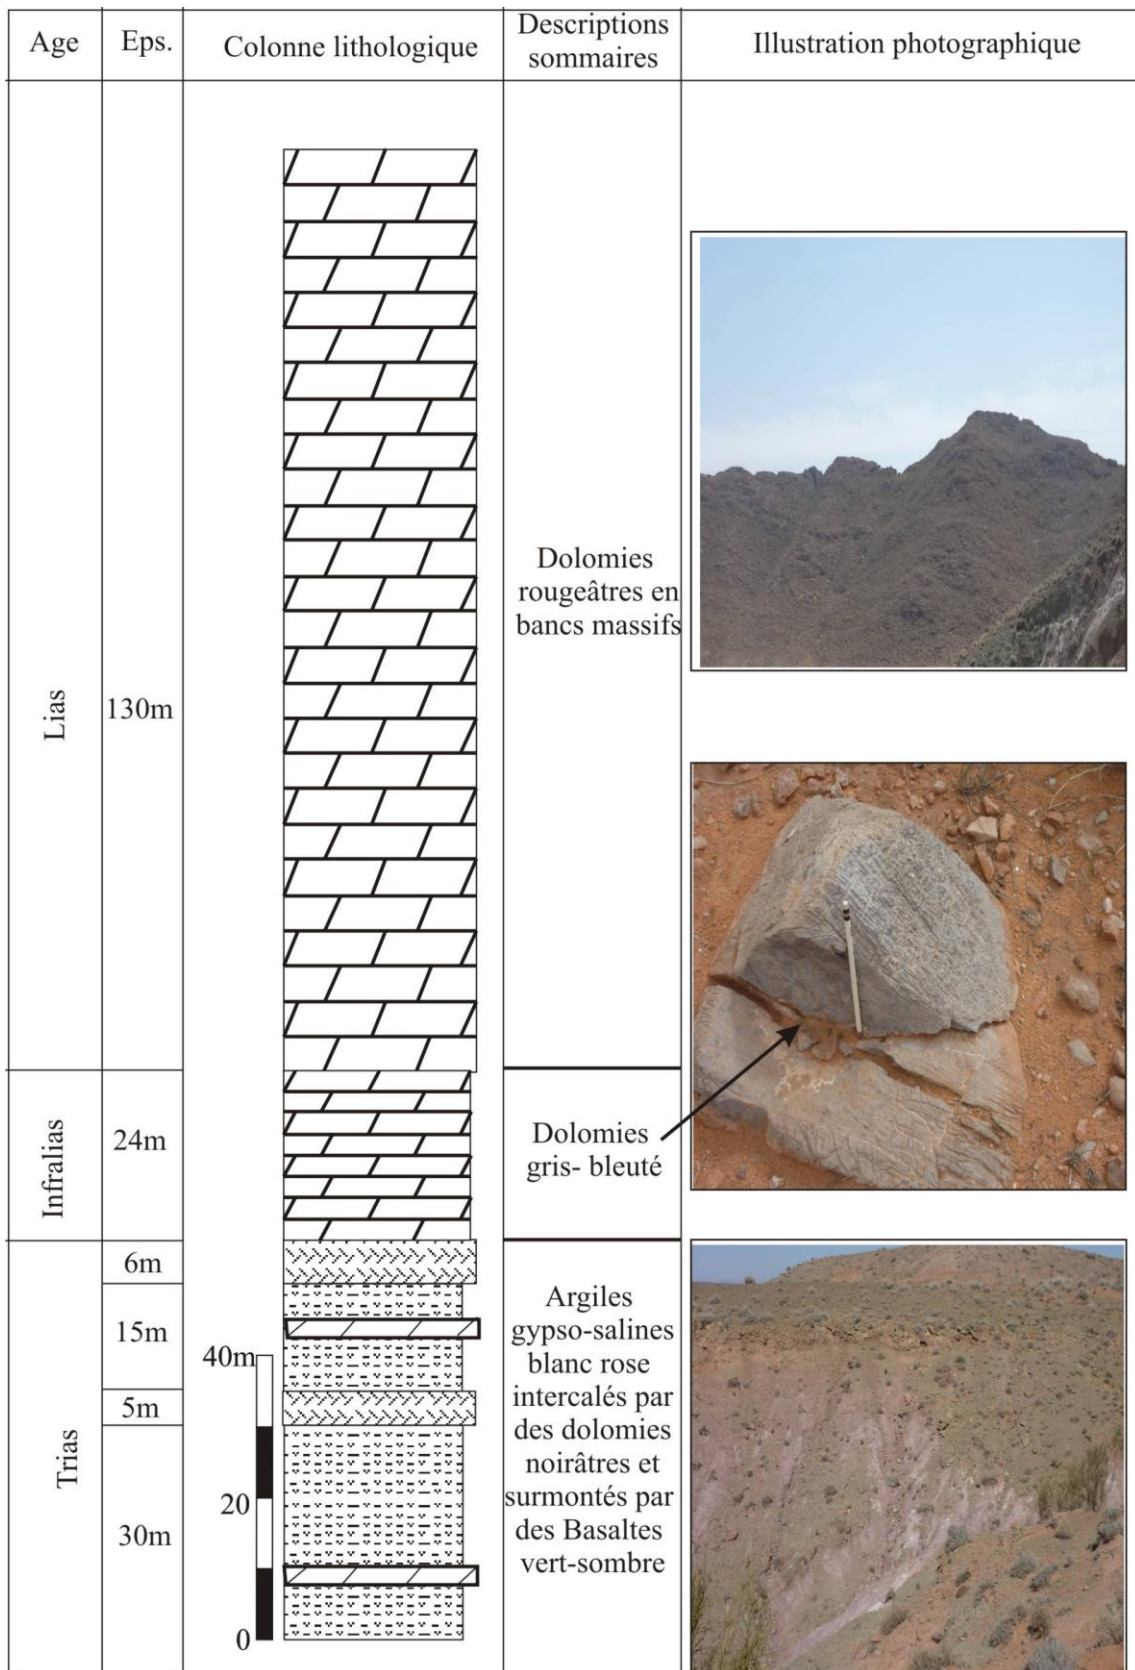 Age
Eps.
Colonne lithologique
Descriptions
sommaires
Illustration photographique
Lias
130m
Dolomies
rougeâtres en
bancs massifs
Infralias
24m
Dolomies
gris- bleuté
Trias
6m
15m
5m
30m
40m
20
0
Argiles
gypso-salines
blanc rose
intercalés par
des dolomies
noirâtres et
surmontés par
des Basaltes
vert-sombre